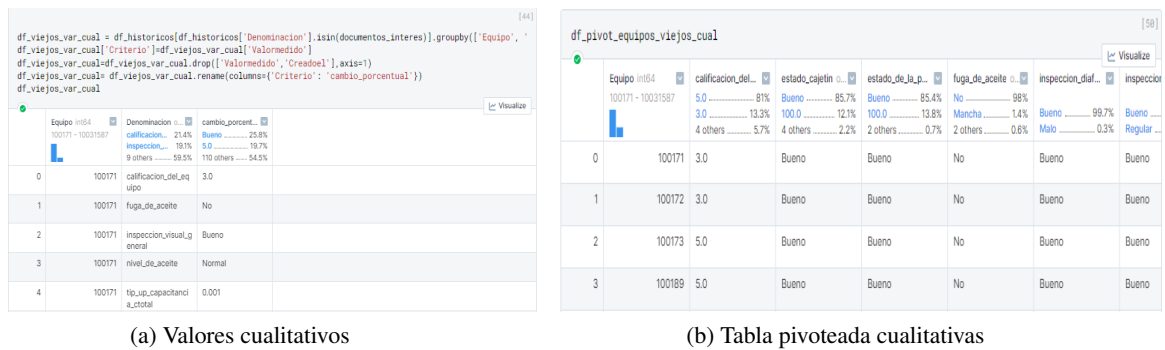 [44]
df_viejos_var_cual = df_historicos[df_historicos['Denominacion'].isin(documentos_interes)].groupby(['Equipo', '
df_viejos_var_cual['Criterio']=df_viejos_var_cual['Valormedido']
df_viejos_var_cual=df_viejos_var_cual.drop(['Valormedido','Creadoel'],axis=1)
df_viejos_var_cual= df_viejos_var_cual.rename(columns={'Criterio': 'cambio_porcentual'})
df_viejos_var_cual
Visualize
Equipo int64 Denominacion o... cambio_porcent...
100171 - 10031587 calificacion... 21.4% Bueno 25.8%
inspeccion_... 19.1% 5.0 19.7%
9 others 59.5% 110 others 54.5%
0 100171 calificacion_del_eq 3.0
uipo
1 100171 fuga_de_aceite No
2 100171 inspeccion_visual_g Bueno
eneral
3 100171 nivel_de_aceite Normal
4 100171 tip_up_capacitanci 0.001
a_ctotal
(a) Valores cualitativos
[50]
df_pivot_equipos_viejos_cual
Visualize
Equipo int64 calificacion_del... estado_cajetin o... estado_de_la_p... fuga_de_aceite o... inspeccion_diaf... inspeccion
100171 - 10031587 5.0 81% Bueno 85.7% Bueno 85.4% No 98%
3.0 13.3% 100.0 12.1% 100.0 13.8% Mancha 1.4% Bueno 99.7% Bueno
4 others 5.7% 4 others 2.2% 2 others 0.7% 2 others 0.6% Malo 0.3% Regular
0 100171 3.0 Bueno Bueno No Bueno Bueno
1 100172 3.0 Bueno Bueno No Bueno Bueno
2 100173 5.0 Bueno Bueno No Bueno Bueno
3 100189 5.0 Bueno Bueno No Bueno Bueno
(b) Tabla pivoteada cualitativas